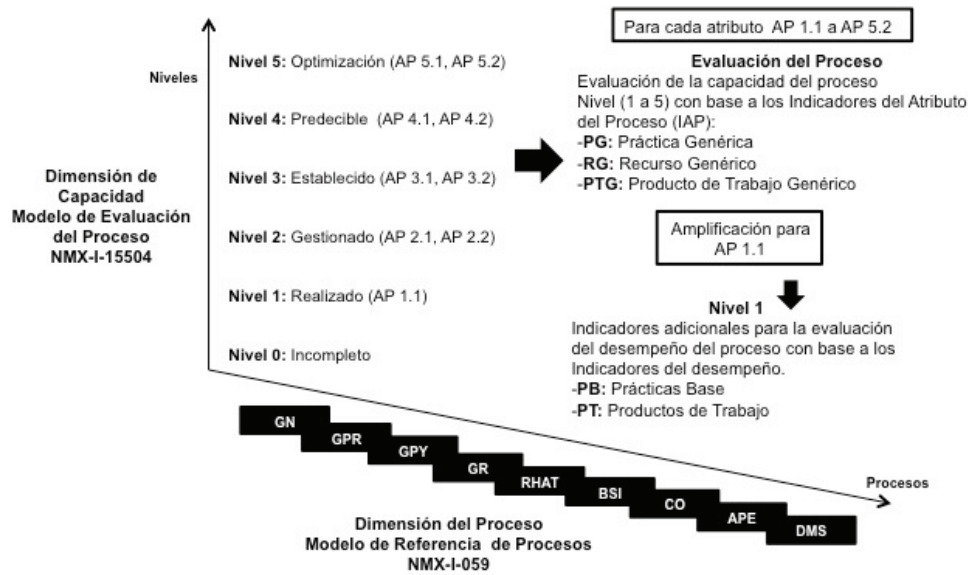 Niveles
Dimensión de
Capacidad
Modelo de Evaluación
del Proceso
NMX-I-15504
Nivel 5: Optimización (AP 5.1, AP 5.2)
Nivel 4: Predecible (AP 4.1, AP 4.2)
Nivel 3: Establecido (AP 3.1, AP 3.2)
Nivel 2: Gestionado (AP 2.1, AP 2.2)
Nivel 1: Realizado (AP 1.1)
Nivel 0: Incompleto
Para cada atributo AP 1.1 a AP 5.2
Evaluación del Proceso
Evaluación de la capacidad del proceso
Nivel (1 a 5) con base a los Indicadores del Atributo
del Proceso (IAP):
-PG: Práctica Genérica
-RG: Recurso Genérico
-PTG: Producto de Trabajo Genérico
Amplificación para
AP 1.1
Nivel 1
Indicadores adicionales para la evaluación
del desempeño del proceso con base a los
Indicadores del desempeño.
-PB: Prácticas Base
-PT: Productos de Trabajo
GN
GPR
GPY
GR
RHAT
BSI
CO
APE
DMS
Procesos
Dimensión del Proceso
Modelo de Referencia de Procesos
NMX-I-059